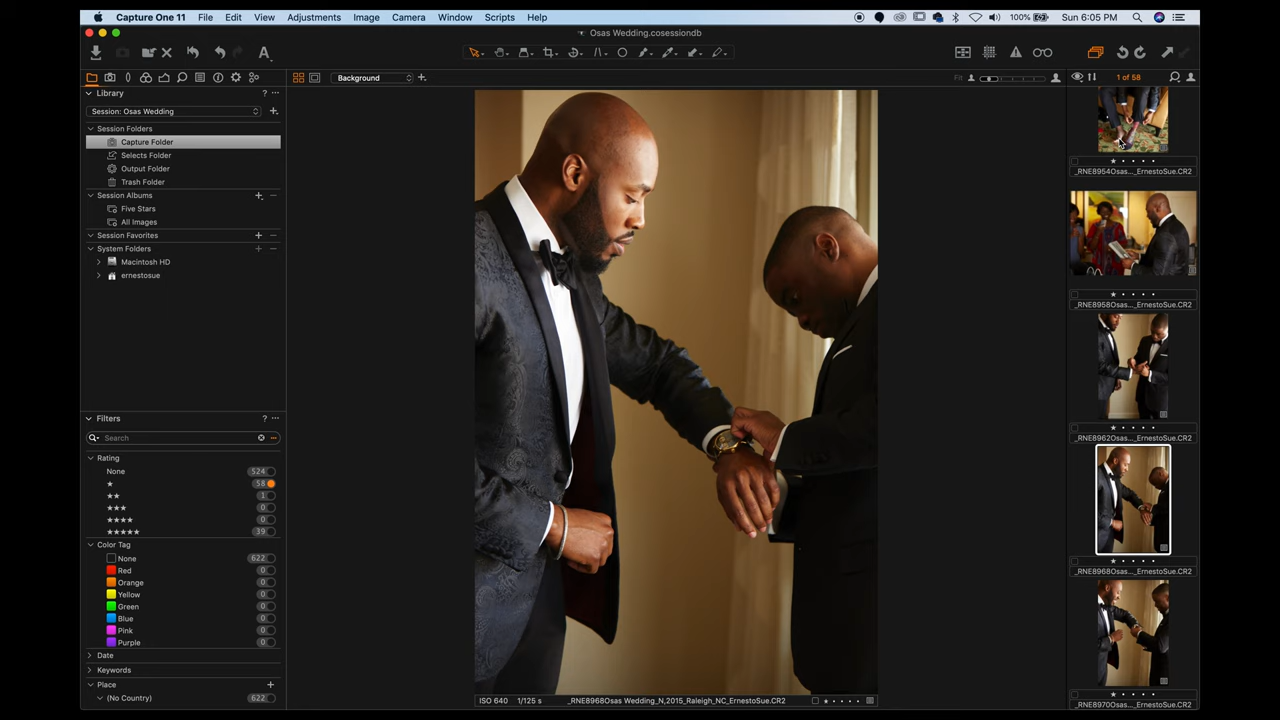 Capture One 11 File Edit View Adjustments Image Camera Window Scripts Help 100% Sun 6:05 PM
Osas Wedding.cosessiondb
Background Fit 1 of 58
Library ?
Session: Osas Wedding
Session Folders
Capture Folder
Selects Folder
Output Folder
Trash Folder
Session Albums
Five Stars
All Images
Session Favorites
System Folders
Macintosh HD
ernestosue
Filters ?
Search
Rating
None 524
★ 58
★★ 1
★★★ 0
★★★★ 0
★★★★★ 39
Color Tag
None 622
Red 0
Orange 0
Yellow 0
Green 0
Blue 0
Pink 0
Purple 0
Date
Keywords
Place
(No Country) 622
ISO 640 1/125 s _RNE8968Osas Wedding_N,2015_Raleigh_NC_ErnestoSue.CR2
_RNE8954Osas..._ErnestoSue.CR2
_RNE8958Osas..._ErnestoSue.CR2
_RNE8962Osas..._ErnestoSue.CR2
_RNE8968Osas..._ErnestoSue.CR2
_RNE8970Osas..._ErnestoSue.CR2